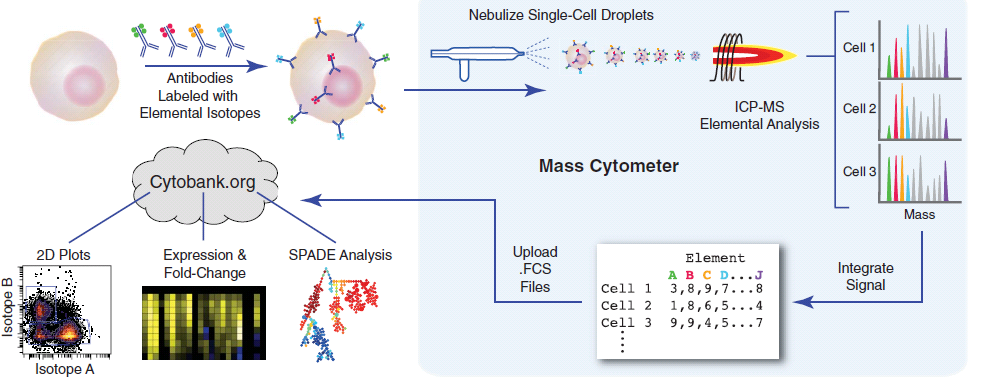 Antibodies
Labeled with
Elemental Isotopes
Nebulize Single-Cell Droplets
ICP-MS
Elemental Analysis
Cell 1
Cell 2
Cell 3
Mass
Mass Cytometer
Integrate
Signal
Element
A B C D...J
Cell 1 3,8,9,7...8
Cell 2 1,8,6,5...4
Cell 3 9,9,4,5...7
Upload
.FCS
Files
Cytobank.org
2D Plots
Isotope B
Isotope A
Expression &
Fold-Change
SPADE Analysis